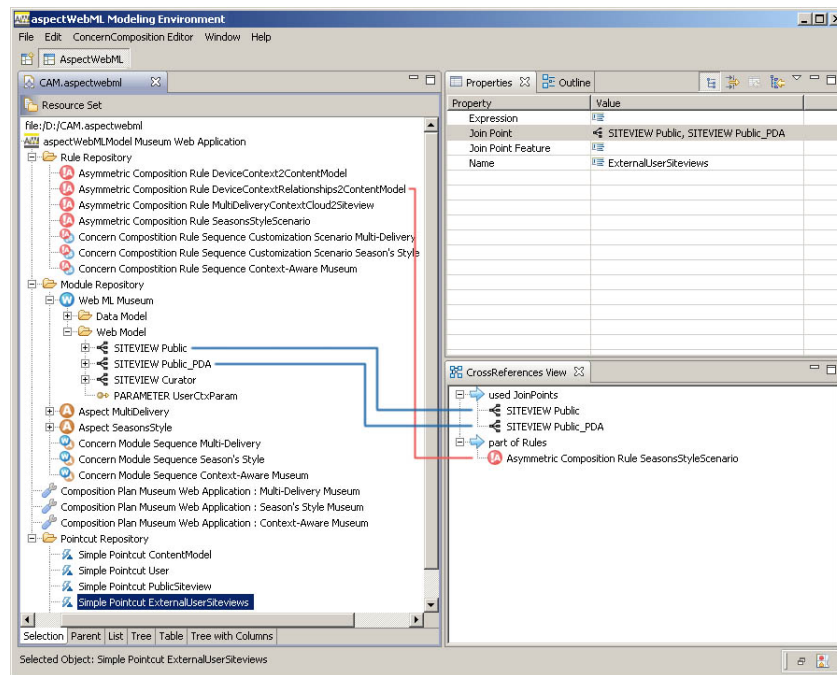 aspectWebML Modeling Environment
File Edit ConcernComposition Editor Window Help
AspectWebML
CAM.aspectwebml
Resource Set
file:/D:/CAM.aspectwebml
aspectWebMLModel Museum Web Application
Rule Repository
Asymmetric Composition Rule DeviceContext2ContentModel
Asymmetric Composition Rule DeviceContextRelationships2ContentModel
Asymmetric Composition Rule MultiDeliveryContextCloud2Siteview
Asymmetric Composition Rule SeasonsStyleScenario
Concern Compostition Rule Sequence Customization Scenario Multi-Delivery
Concern Compostition Rule Sequence Customization Scenario Season's Style
Concern Compostition Rule Sequence Context-Aware Museum
Module Repository
Web ML Museum
Data Model
Web Model
SITEVIEW Public
SITEVIEW Public_PDA
SITEVIEW Curator
PARAMETER UserCtxParam
Aspect MultiDelivery
Aspect SeasonsStyle
Concern Module Sequence Multi-Delivery
Concern Module Sequence Season's Style
Concern Module Sequence Context-Aware Museum
Composition Plan Museum Web Application : Multi-Delivery Museum
Composition Plan Museum Web Application : Season's Style Museum
Composition Plan Museum Web Application : Context-Aware Museum
Pointcut Repository
Simple Pointcut ContentModel
Simple Pointcut User
Simple Pointcut PublicSiteview
Simple Pointcut ExternalUserSiteviews
Selection Parent List Tree Table Tree with Columns
Properties Outline
Property Value
Expression
Join Point SITEVIEW Public, SITEVIEW Public_PDA
Join Point Feature
Name ExternalUserSiteviews
CrossReferences View
used JoinPoints
SITEVIEW Public
SITEVIEW Public_PDA
part of Rules
Asymmetric Composition Rule SeasonsStyleScenario
Selected Object: Simple Pointcut ExternalUserSiteviews